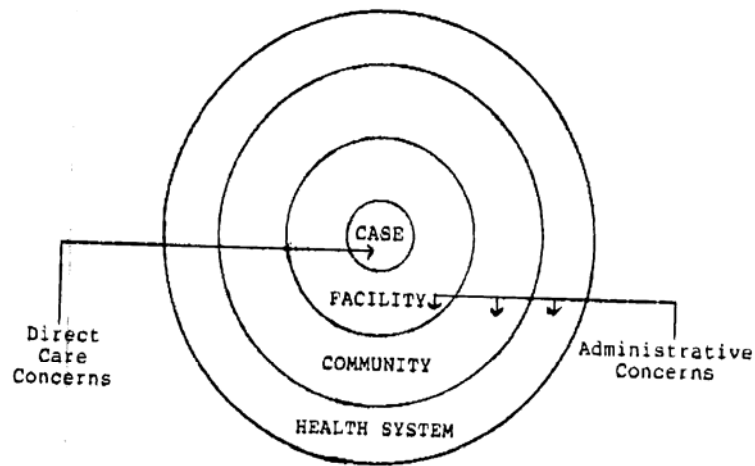 CASE
FACILITY
Direct
Care
Concerns
Administrative
Concerns
COMMUNITY
HEALTH SYSTEM